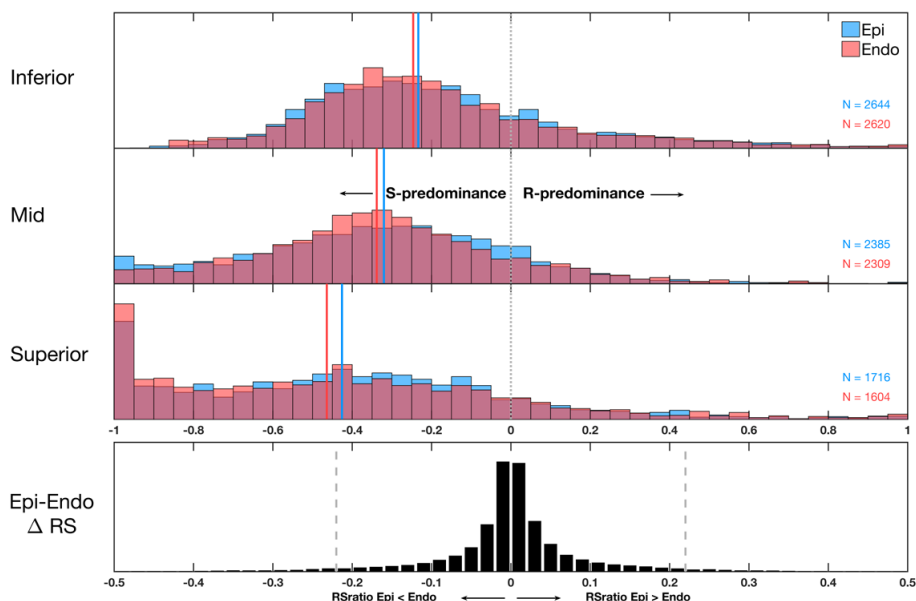 Epi
Endo
Inferior
N = 2644
N = 2620
S-predominance R-predominance
Mid
N = 2385
N = 2309
Superior
N = 1716
N = 1604
-1 -0.8 -0.6 -0.4 -0.2 0 0.2 0.4 0.6 0.8 1
Epi-Endo
Δ RS
-0.5 -0.4 -0.3 -0.2 -0.1 0 0.1 0.2 0.3 0.4 0.5
RSratio Epi < Endo RSratio Epi > Endo